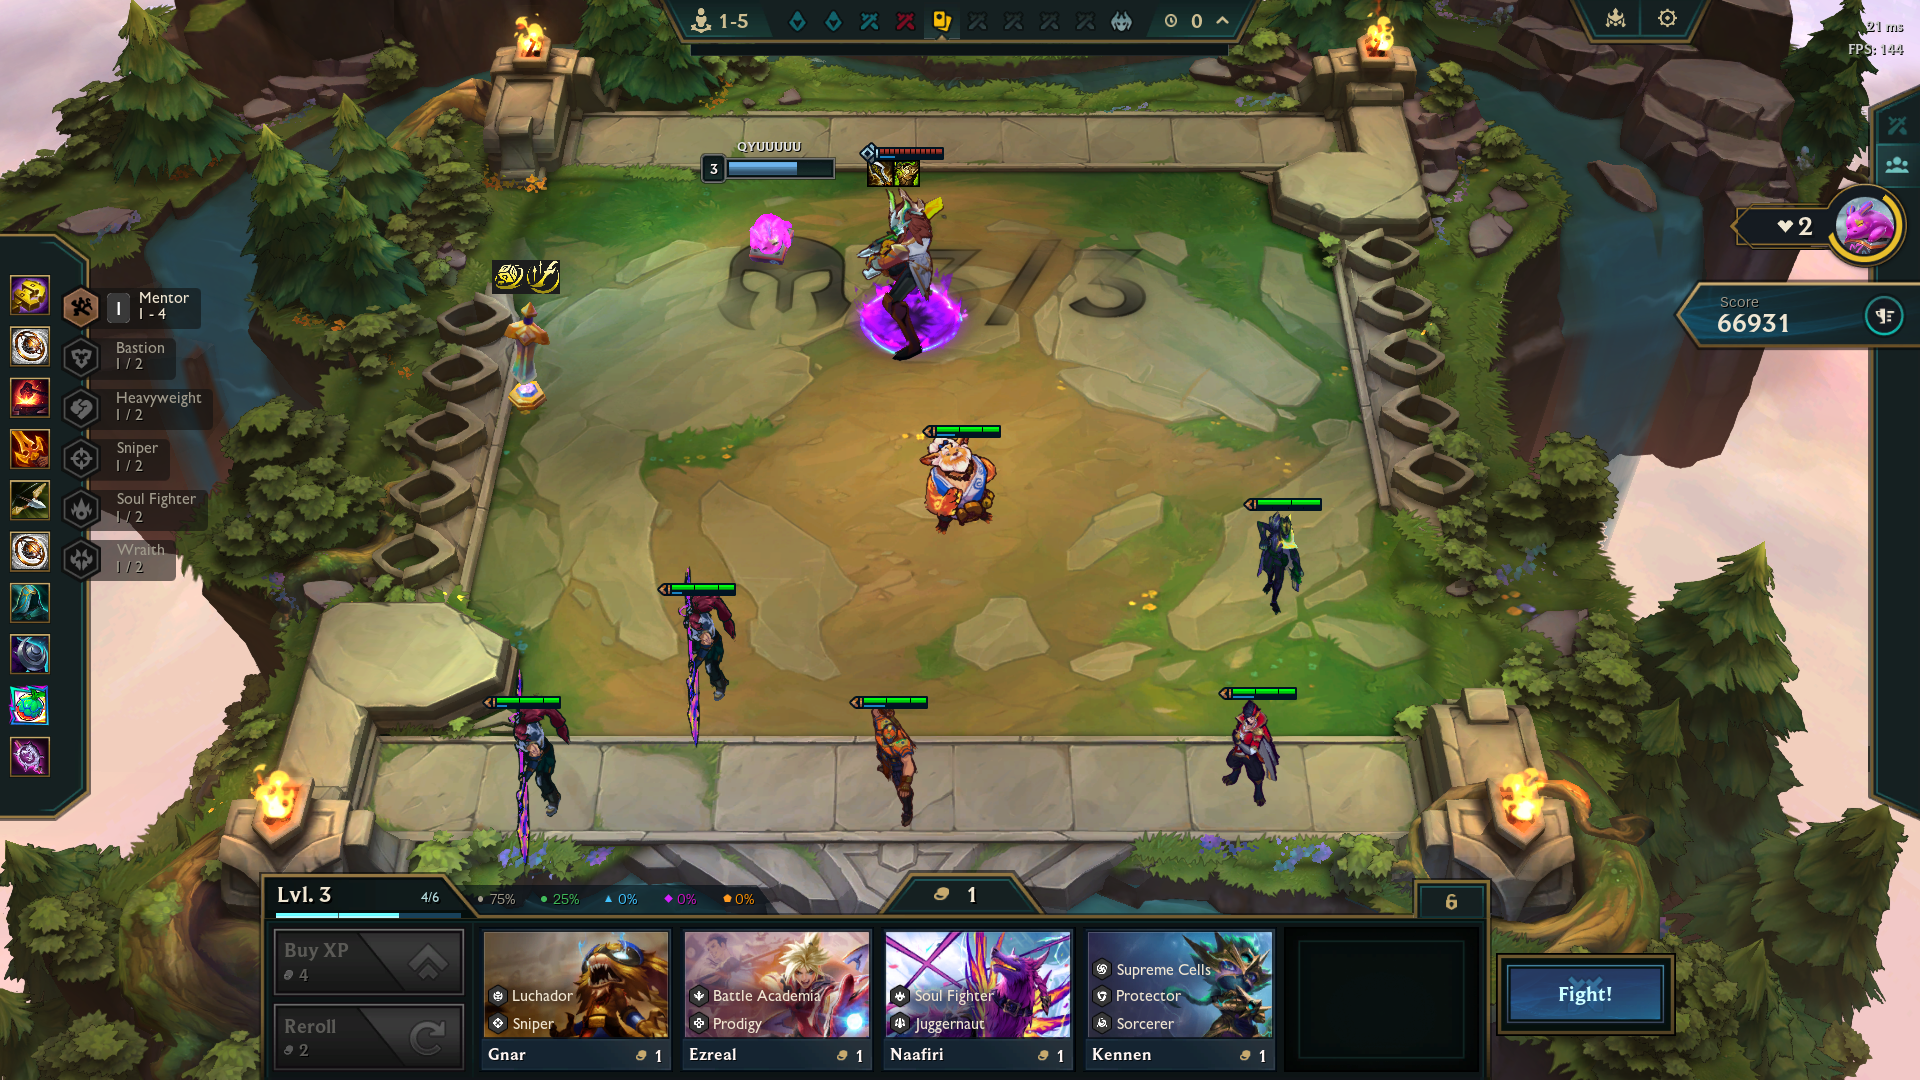 1-5
0
21 ms
FPS: 144
QYUUUUU
3
7/3
2
Score
66931
1
Mentor
1 - 4
Bastion
1 / 2
Heavyweight
1 / 2
Sniper
1 / 2
Soul Fighter
1 / 2
Wraith
1 / 2
Lvl. 3
4/6
75%
25%
0%
0%
0%
1
6
Buy XP
4
Reroll
2
Luchador
Sniper
Gnar
1
Battle Academia
Prodigy
Ezreal
1
Soul Fighter
Juggernaut
Naafiri
1
Supreme Cells
Protector
Sorcerer
Kennen
1
Fight!